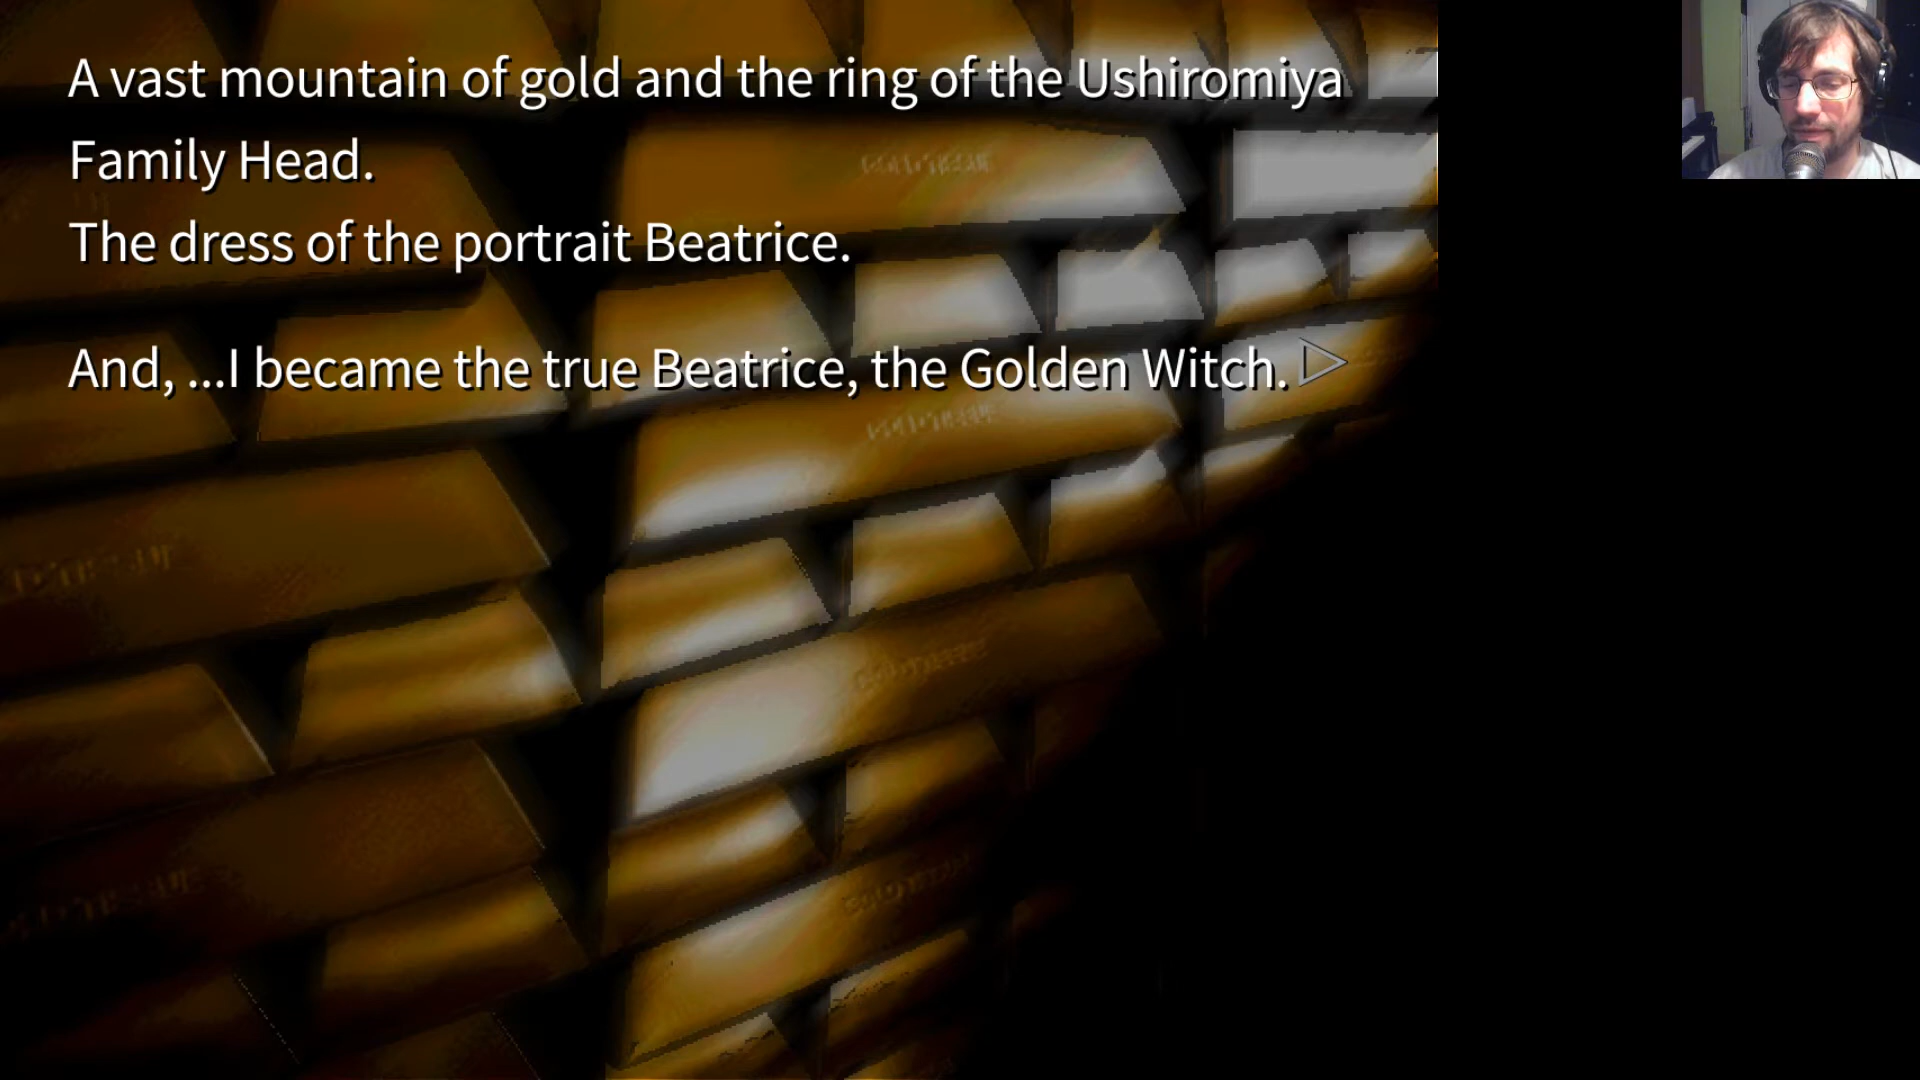 A vast mountain of gold and the ring of the Ushiromiya
Family Head.
The dress of the portrait Beatrice.
And, ...I became the true Beatrice, the Golden Witch.